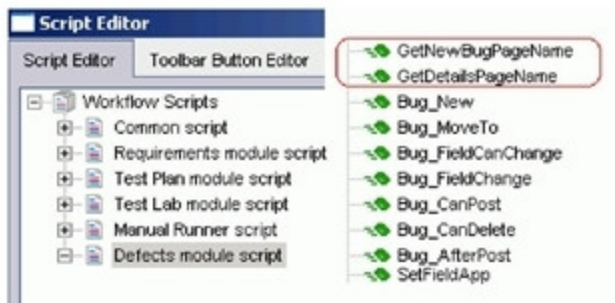 Script Editor
Script Editor
Toolbar Button Editor
Workflow Scripts
Common script
Requirements module script
Test Plan module script
Test Lab module script
Manual Runner script
Defects module script
GetNewBugPageName
GetDetailsPageName
Bug_New
Bug_MoveTo
Bug_FieldCanChange
Bug_FieldChange
Bug_CanPost
Bug_CanDelete
Bug_AfterPost
SetFieldApp